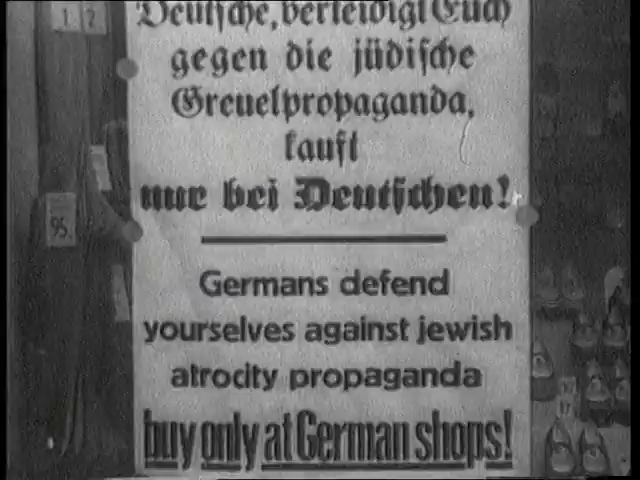 Deutsche, verteidigt Euch
gegen die jüdische
Greuelpropaganda,
kauft
nur bei Deutschen!
Germans defend
yourselves against jewish
atrocity propaganda
buy only at German shops!
95
1 2